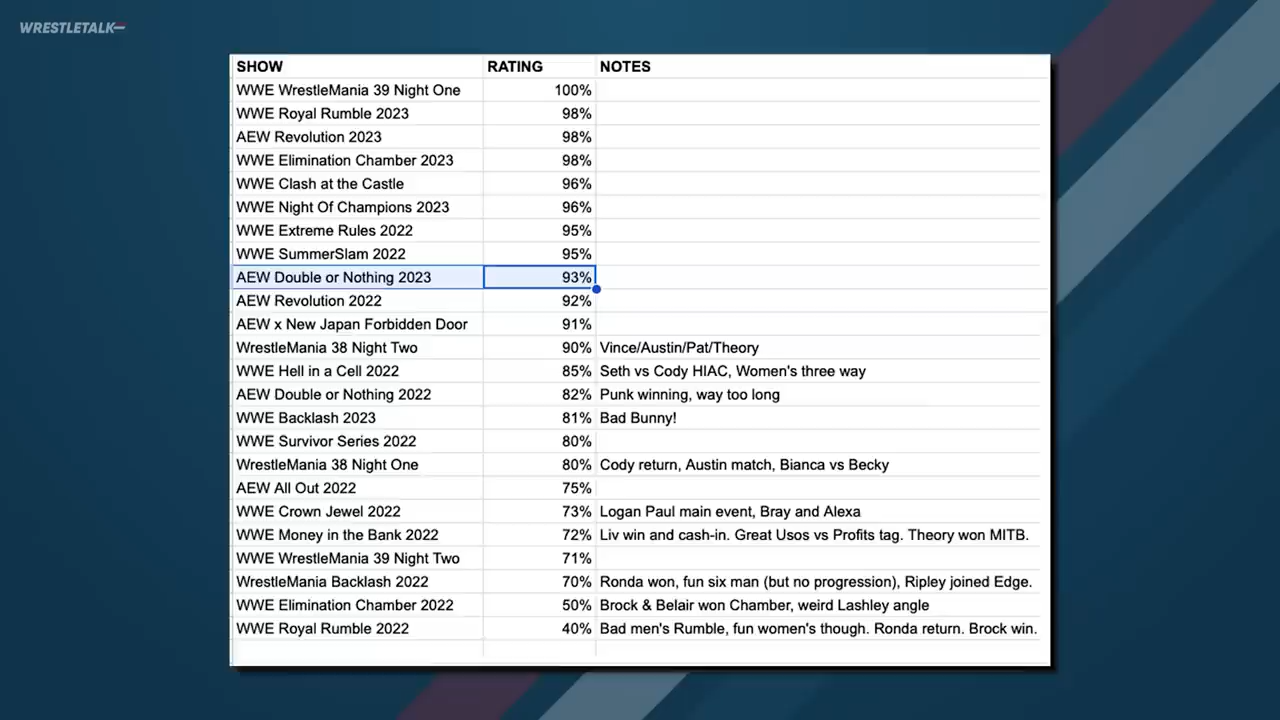 WRESTLETALK
SHOW RATING NOTES
WWE WrestleMania 39 Night One 100%
WWE Royal Rumble 2023 98%
AEW Revolution 2023 98%
WWE Elimination Chamber 2023 98%
WWE Clash at the Castle 96%
WWE Night Of Champions 2023 96%
WWE Extreme Rules 2022 95%
WWE SummerSlam 2022 95%
AEW Double or Nothing 2023 93%
AEW Revolution 2022 92%
AEW x New Japan Forbidden Door 91%
WrestleMania 38 Night Two 90% Vince/Austin/Pat/Theory
WWE Hell in a Cell 2022 85% Seth vs Cody HIAC, Women's three way
AEW Double or Nothing 2022 82% Punk winning, way too long
WWE Backlash 2023 81% Bad Bunny!
WWE Survivor Series 2022 80%
WrestleMania 38 Night One 80% Cody return, Austin match, Bianca vs Becky
AEW All Out 2022 75%
WWE Crown Jewel 2022 73% Logan Paul main event, Bray and Alexa
WWE Money in the Bank 2022 72% Liv win and cash-in. Great Usos vs Profits tag. Theory won MITB.
WWE WrestleMania 39 Night Two 71%
WrestleMania Backlash 2022 70% Ronda won, fun six man (but no progression), Ripley joined Edge.
WWE Elimination Chamber 2022 50% Brock & Belair won Chamber, weird Lashley angle
WWE Royal Rumble 2022 40% Bad men's Rumble, fun women's though. Ronda return. Brock win.